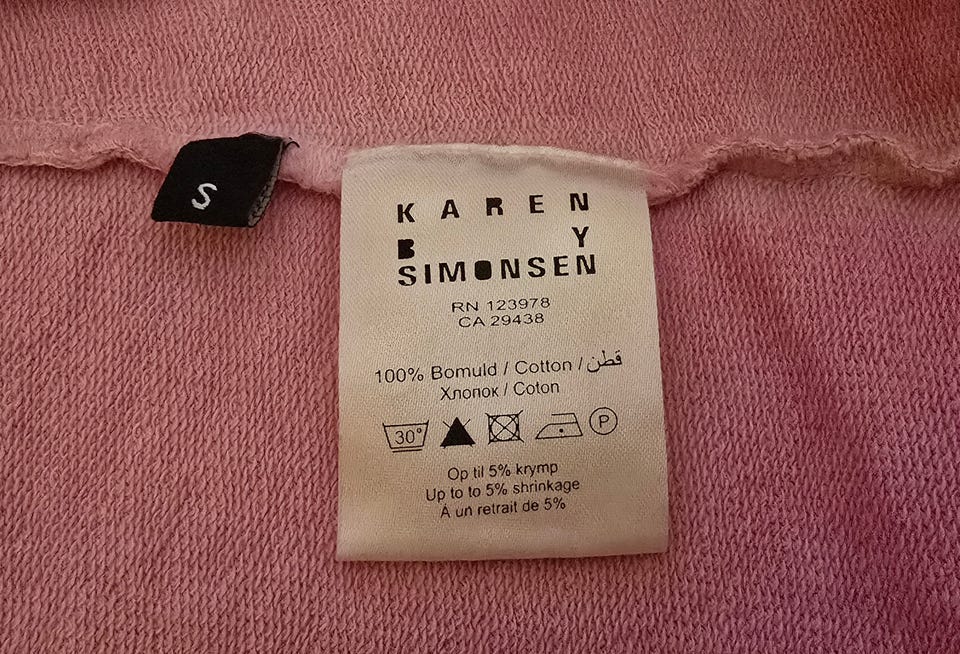 S
KAREN
BY
SIMONSEN
RN 123978
CA 29438
100% Bomuld / Cotton / قطن
Хлопок / Coton
30°
P
Op til 5% krymp
Up to to 5% shrinkage
À un retrait de 5%